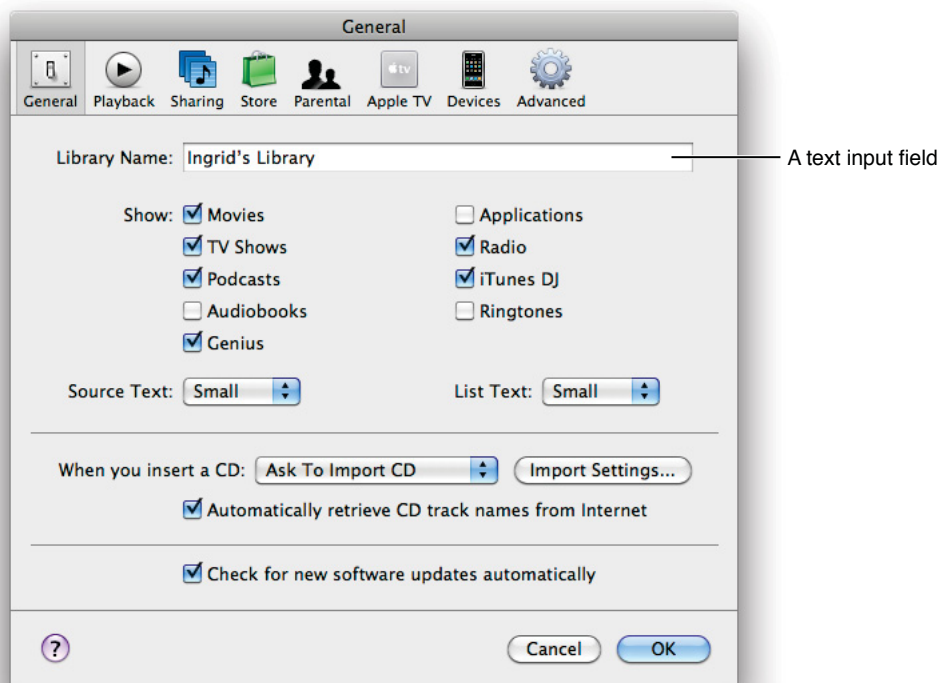 General
General Playback Sharing Store Parental Apple TV Devices Advanced
Library Name: Ingrid's Library
A text input field
Show: Movies Applications
TV Shows Radio
Podcasts iTunes DJ
Audiobooks Ringtones
Genius
Source Text: Small List Text: Small
When you insert a CD: Ask To Import CD Import Settings...
Automatically retrieve CD track names from Internet
Check for new software updates automatically
? Cancel OK